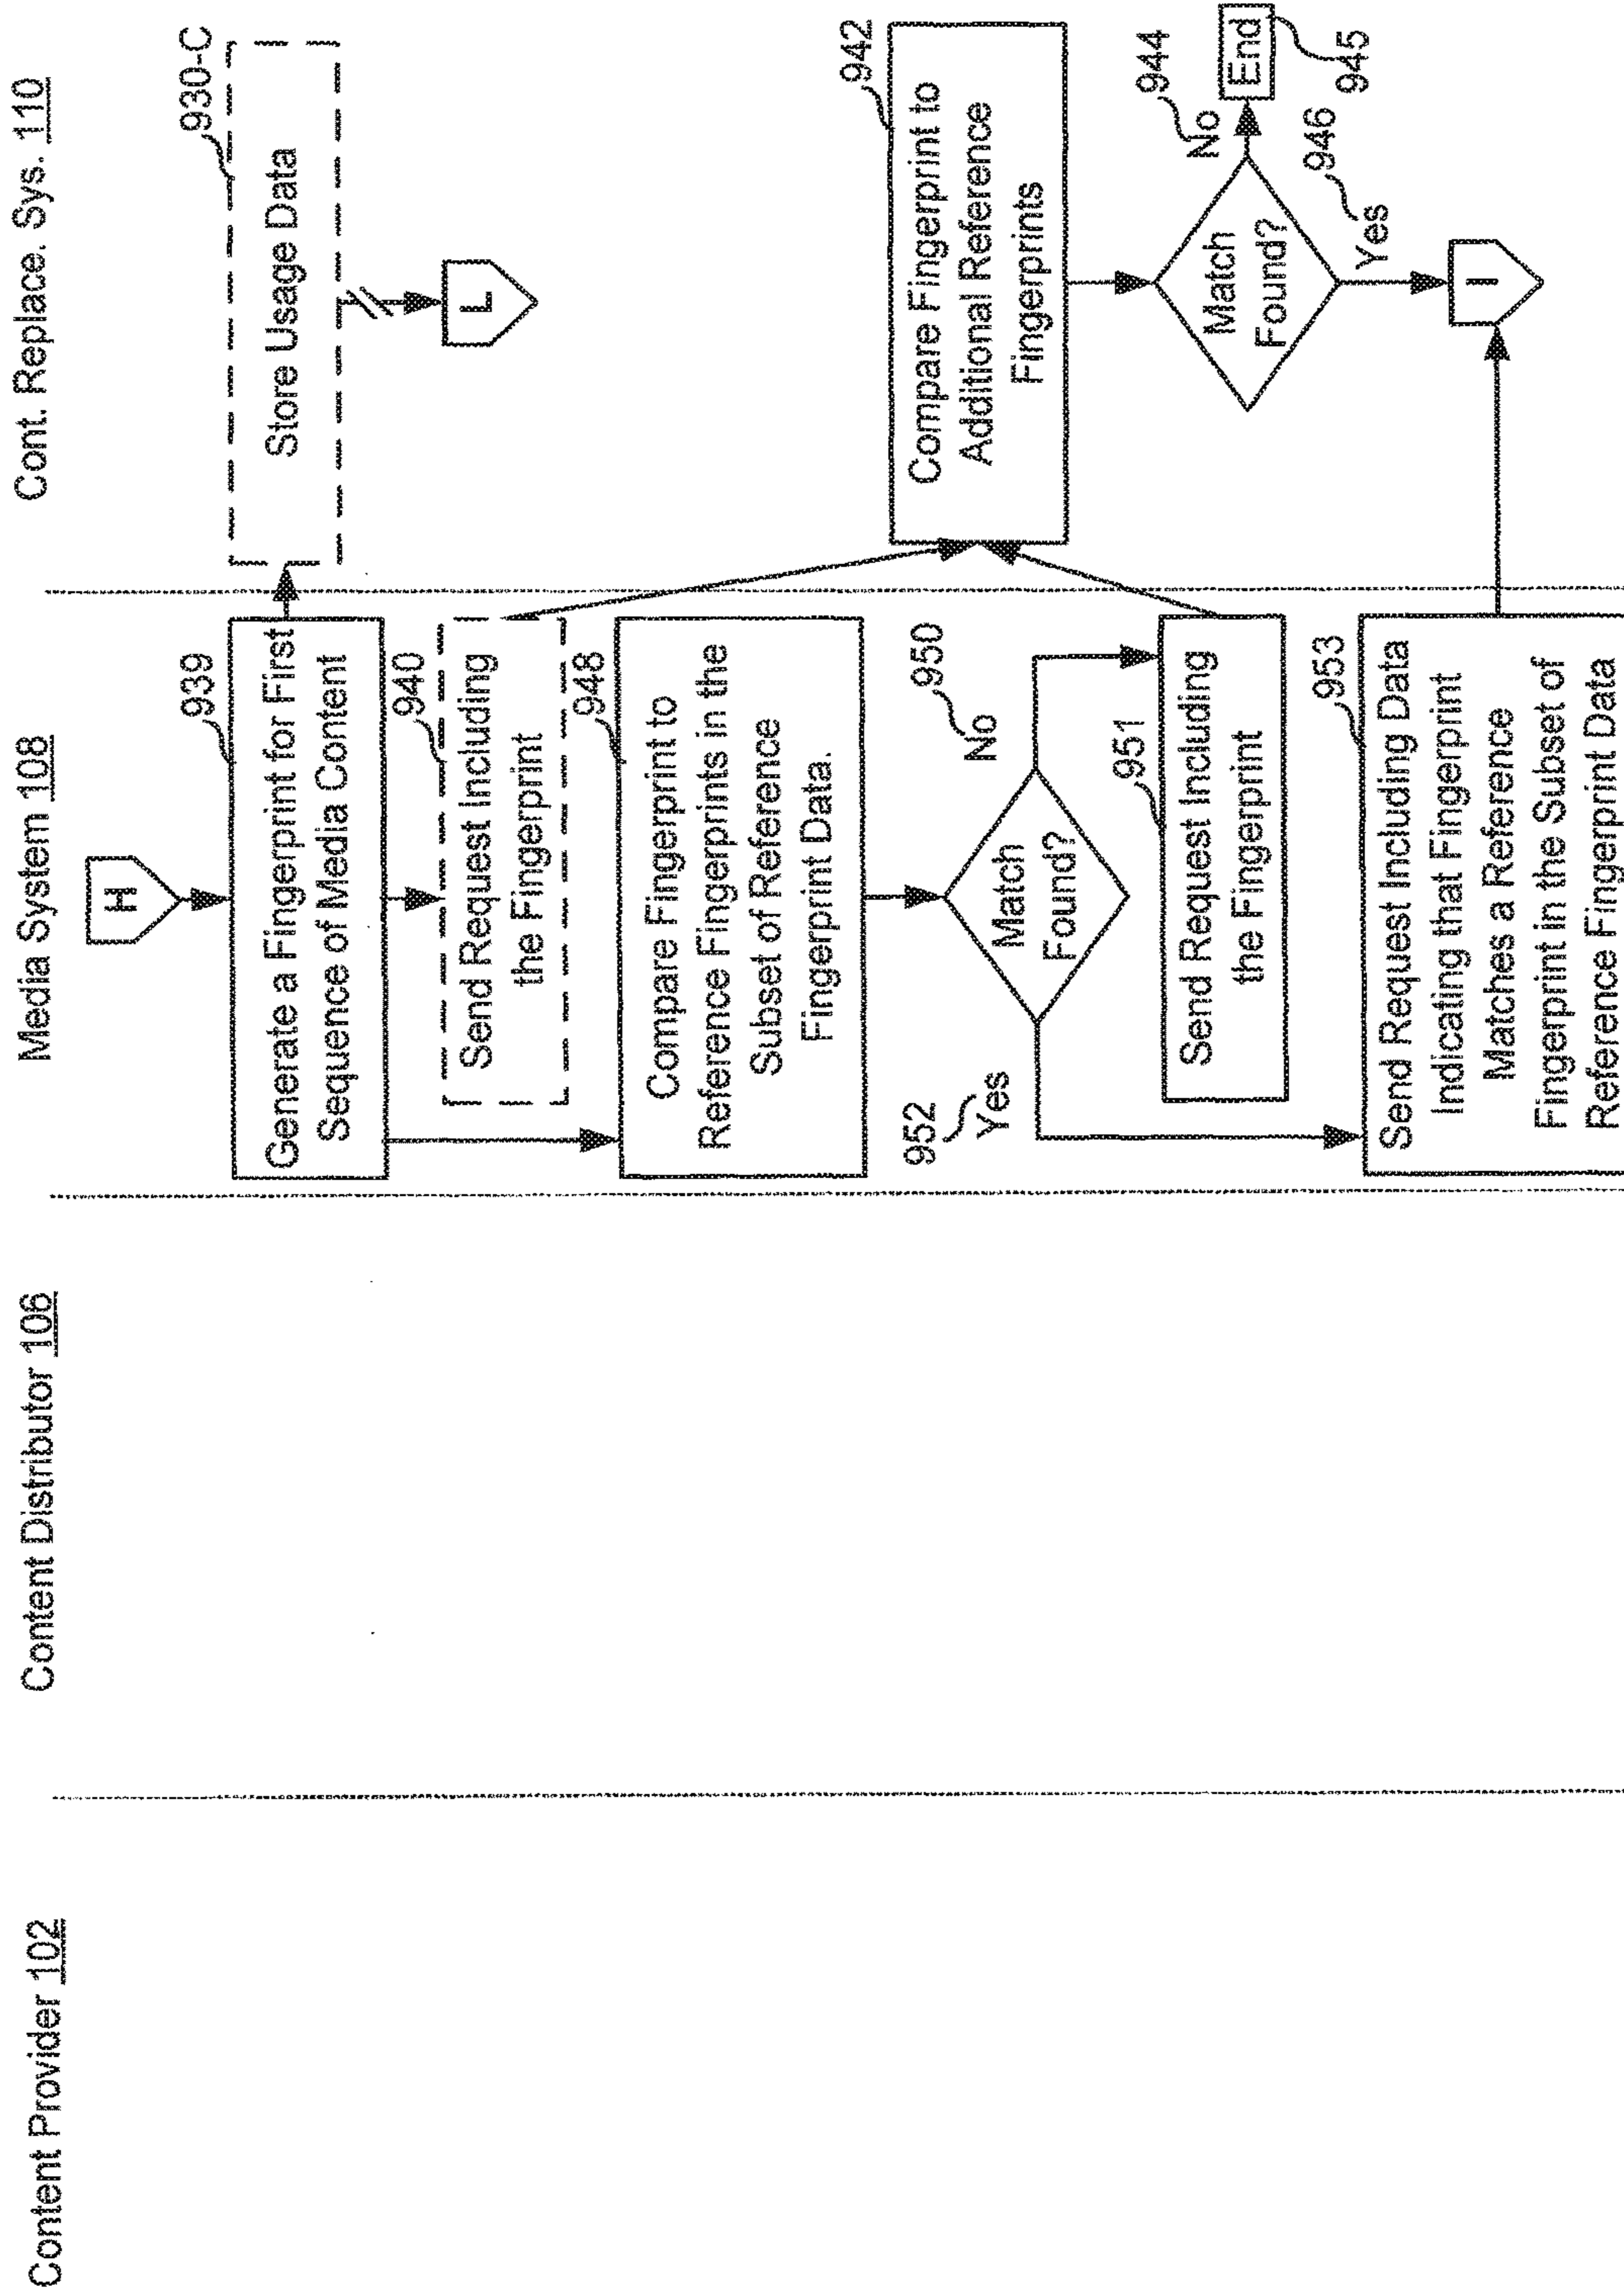 Content Provider 102
Content Distributor 106
Media System 108
Cont. Replace. Sys. 110
H
939
Generate a Fingerprint for First
Sequence of Media Content
930-C
Store Usage Data
L
940
Send Request Including
the Fingerprint
948
Compare Fingerprint to
Reference Fingerprints in the
Subset of Reference
Fingerprint Data.
942
Compare Fingerprint to
Additional Reference
Fingerprints
Match
Found?
950
No
952
Yes
951
Send Request Including
the Fingerprint
Match
Found?
944
No
End
945
946
Yes
I
953
Send Request Including Data
Indicating that Fingerprint
Matches a Reference
Fingerprint in the Subset of
Reference Fingerprint Data